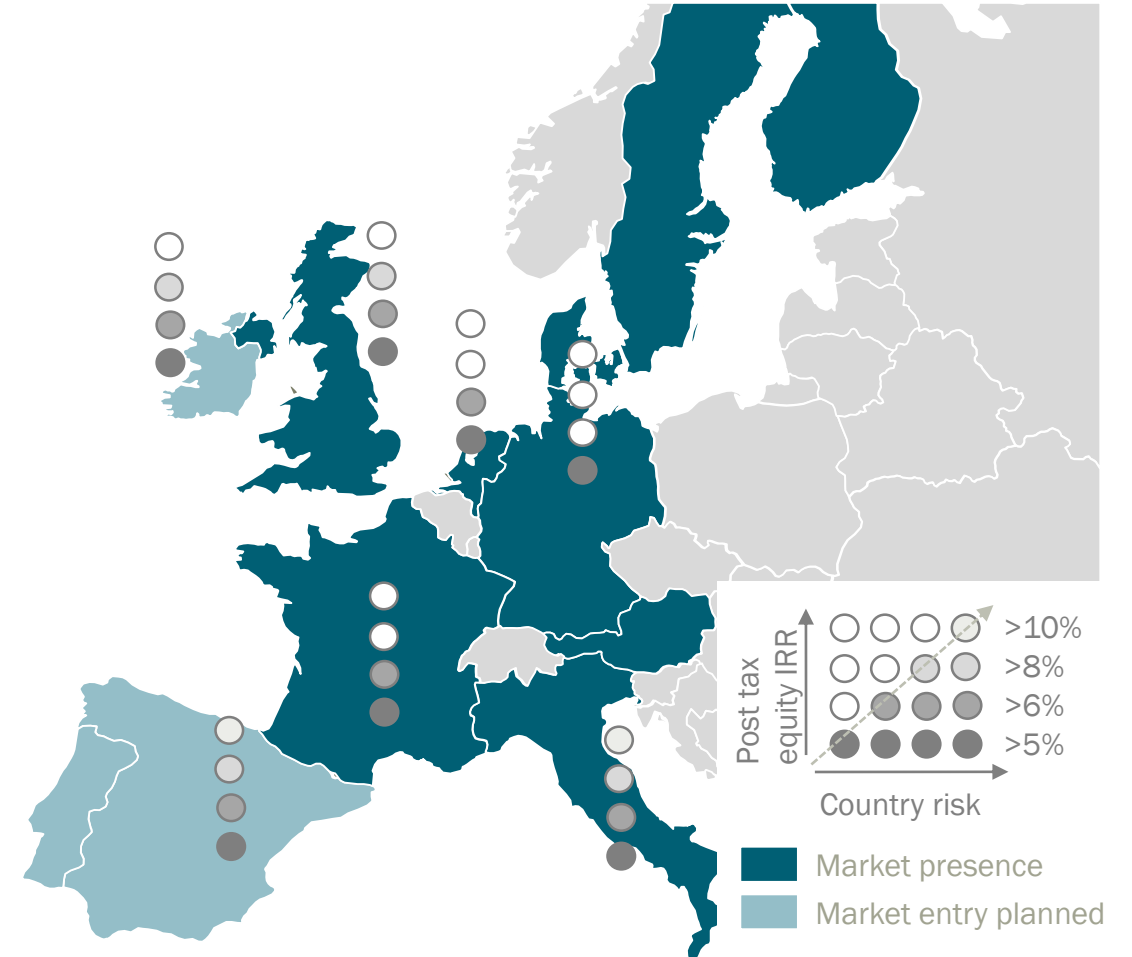 Post tax
equity IRR
>10%
>8%
>6%
>5%
Country risk
Market presence
Market entry planned